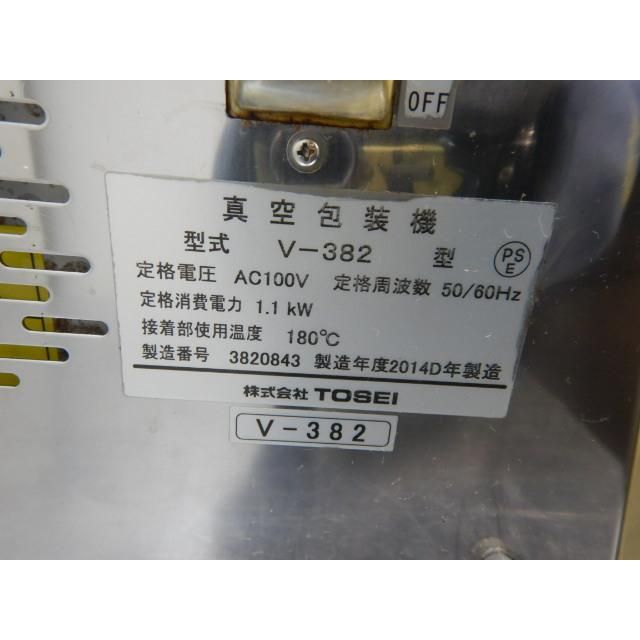 OFF
真空包装機
型式 V-382 型 PSE
定格電圧 AC100V 定格周波数 50/60Hz
定格消費電力 1.1 kW
接着部使用温度 180℃
製造番号 3820843 製造年度2014D年製造
株式会社 TOSEI
V-382